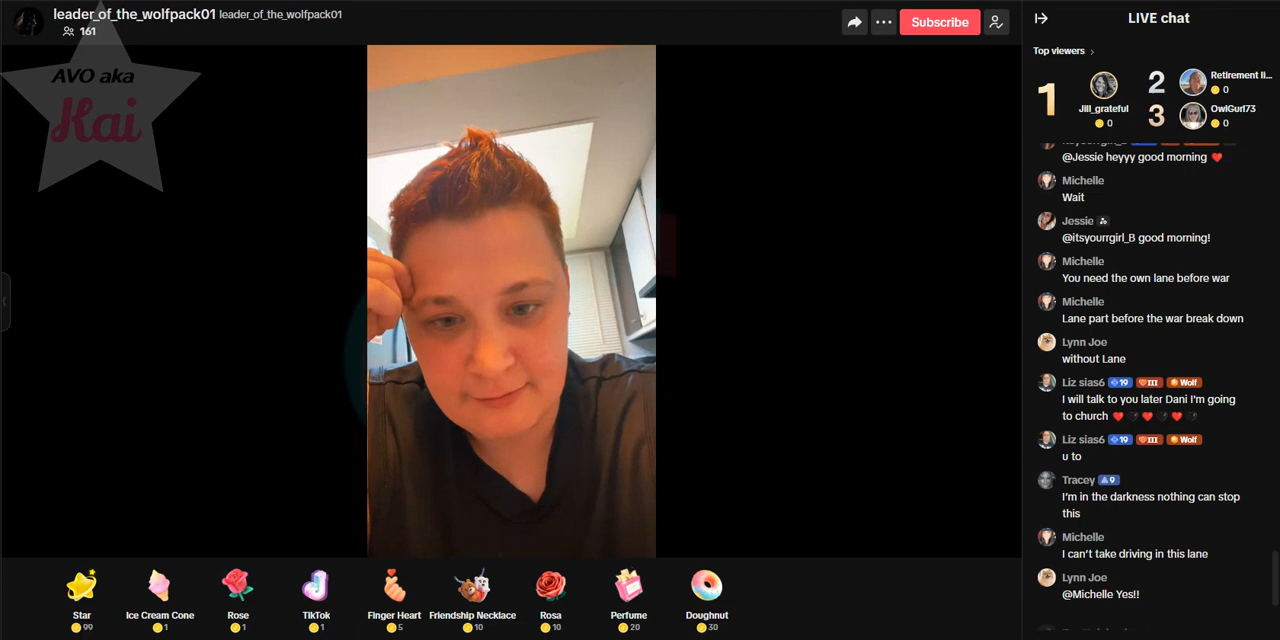 leader_of_the_wolfpack01 leader_of_the_wolfpack01
161
Subscribe
AVO aka
Kai
LIVE chat
Top viewers
1
Jill_grateful
0
2
Retirement li...
0
3
OwlGurl73
0
@Jessie heyyy good morning ❤️
Michelle
Wait
Jessie
@itsyourrgirl_B good morning!
Michelle
You need the own lane before war
Michelle
Lane part before the war break down
Lynn Joe
without Lane
Liz sias6 19 III Wolf
I will talk to you later Dani I'm going
to church ❤️🖤❤️🖤❤️🖤
Liz sias6 19 III Wolf
u to
Tracey 9
I'm in the darkness nothing can stop
this
Michelle
I can't take driving in this lane
Lynn Joe
@Michelle Yes!!
Star
99
Ice Cream Cone
1
Rose
1
TikTok
1
Finger Heart
5
Friendship Necklace
10
Rosa
10
Perfume
20
Doughnut
30